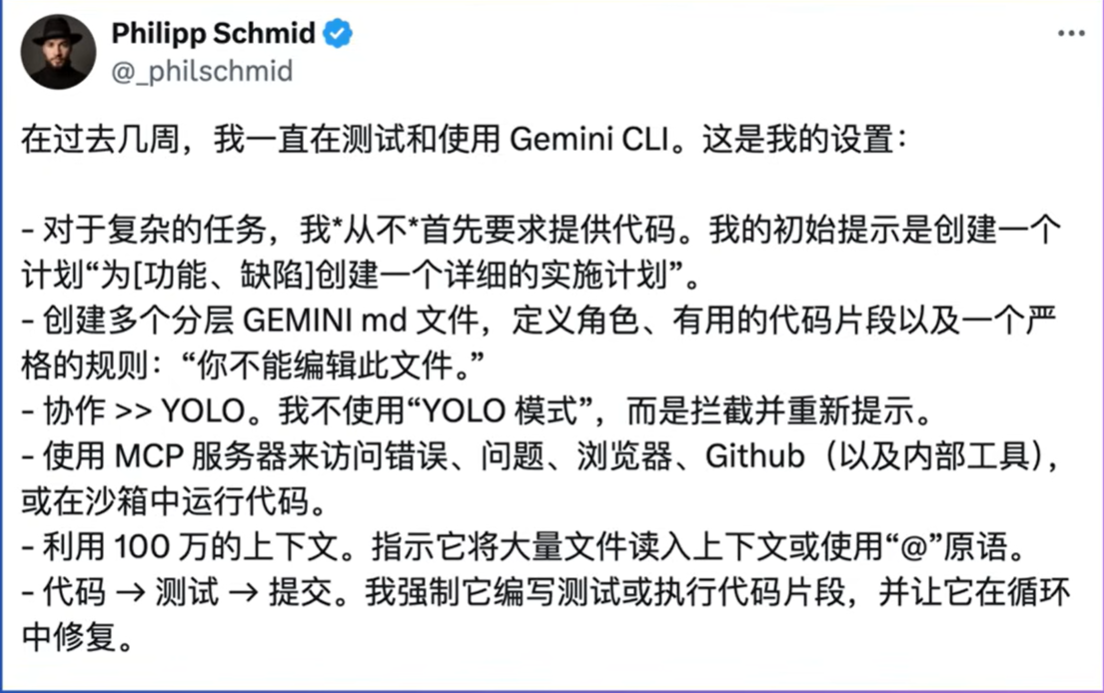 Philipp Schmid
@_philschmid
在过去几周，我一直在测试和使用 Gemini CLI。这是我的设置：
- 对于复杂的任务，我*从不*首先要求提供代码。我的初始提示是创建一个
计划“为[功能、缺陷]创建一个详细的实施计划”。
- 创建多个分层 GEMINI md 文件，定义角色、有用的代码片段以及一个严
格的规则：“你不能编辑此文件。”
- 协作 >> YOLO。我不使用“YOLO 模式”，而是拦截并重新提示。
- 使用 MCP 服务器来访问错误、问题、浏览器、Github（以及内部工具），
或在沙箱中运行代码。
- 利用 100 万的上下文。指示它将大量文件读入上下文或使用“@”原语。
- 代码 → 测试 → 提交。我强制它编写测试或执行代码片段，并让它在循环
中修复。